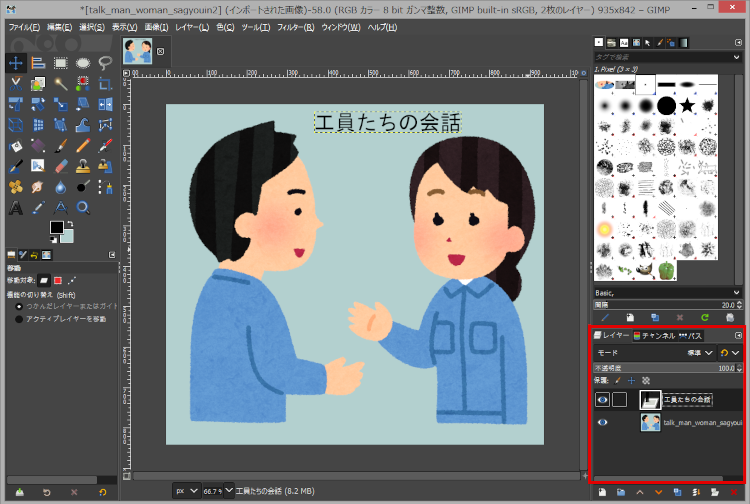 *[talk_man_woman_sagyouin2] (インポートされた画像)-58.0 (RGB カラー 8 bit ガンマ整数, GIMP built-in sRGB, 2枚のレイヤー) 935x842 – GIMP
ファイル(F) 編集(E) 選択(S) 表示(V) 画像(I) レイヤー(L) 色(C) ツール(T) フィルター(R) ウィンドウ(W) ヘルプ(H)
タグで検索
1. Pixel (3 × 3)
工員たちの会話
移動
移動対象:
機能の切り替え (Shift)
つかんだレイヤーまたはガイド
アクティブレイヤーを移動
Basic,
間隔 20.0
レイヤー チャンネル パス
モード 標準
不透明度 100.0
保護:
工員たちの会話
talk_man_woman_sagyoui
px 66.7 % 工員たちの会話 (8.2 MB)